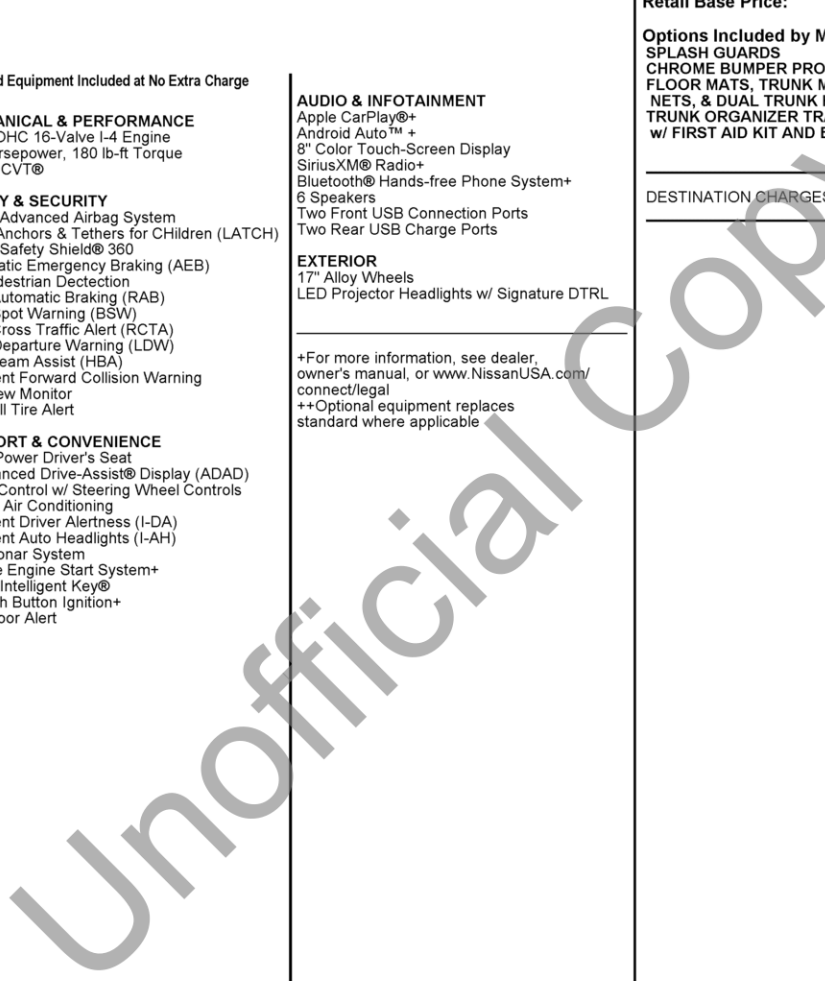 d Equipment Included at No Extra Charge
ANICAL & PERFORMANCE
OHC 16-Valve I-4 Engine
rsepower, 180 lb-ft Torque
CVT®
Y & SECURITY
Advanced Airbag System
Anchors & Tethers for CHildren (LATCH)
Safety Shield® 360
atic Emergency Braking (AEB)
destrian Dectection
utomatic Braking (RAB)
pot Warning (BSW)
ross Traffic Alert (RCTA)
Departure Warning (LDW)
eam Assist (HBA)
ent Forward Collision Warning
ew Monitor
ll Tire Alert
ORT & CONVENIENCE
Power Driver's Seat
nced Drive-Assist® Display (ADAD)
Control w/ Steering Wheel Controls
Air Conditioning
ent Driver Alertness (I-DA)
ent Auto Headlights (I-AH)
onar System
e Engine Start System+
Intelligent Key®
h Button Ignition+
oor Alert
AUDIO & INFOTAINMENT
Apple CarPlay®+
Android Auto™ +
8" Color Touch-Screen Display
SiriusXM® Radio+
Bluetooth® Hands-free Phone System+
6 Speakers
Two Front USB Connection Ports
Two Rear USB Charge Ports
EXTERIOR
17" Alloy Wheels
LED Projector Headlights w/ Signature DTRL
+For more information, see dealer,
owner's manual, or www.NissanUSA.com/
connect/legal
++Optional equipment replaces
standard where applicable
Retail Base Price:
Options Included by M
SPLASH GUARDS
CHROME BUMPER PRO
FLOOR MATS, TRUNK M
NETS, & DUAL TRUNK
TRUNK ORGANIZER TRA
w/ FIRST AID KIT AND E
DESTINATION CHARGES
Unofficial Copy